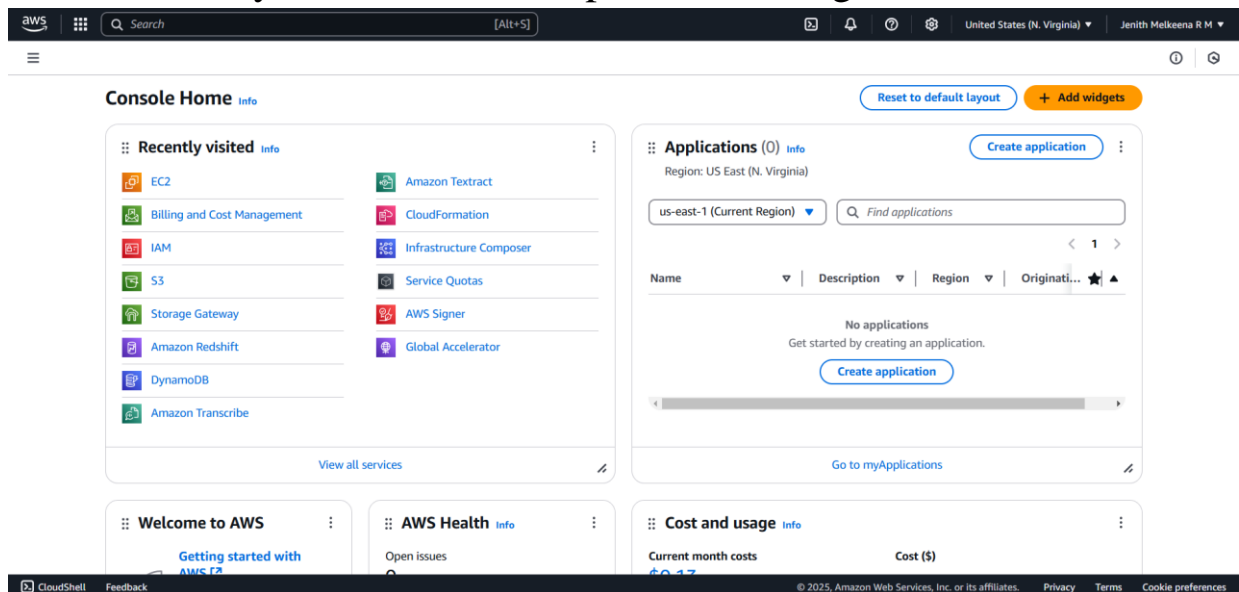 aws
Search [Alt+S]
United States (N. Virginia) ▼
Jenith Melkeena R M ▼
Console Home Info
Reset to default layout
+ Add widgets
Recently visited Info
EC2
Billing and Cost Management
IAM
S3
Storage Gateway
Amazon Redshift
DynamoDB
Amazon Transcribe
Amazon Textract
CloudFormation
Infrastructure Composer
Service Quotas
AWS Signer
Global Accelerator
View all services
Applications (0) Info
Create application
Region: US East (N. Virginia)
us-east-1 (Current Region) ▼
Find applications
1
Name
Description
Region
Originati...
No applications
Get started by creating an application.
Create application
Go to myApplications
Welcome to AWS
Getting started with
AWS
AWS Health Info
Open issues
Cost and usage Info
Current month costs
Cost ($)
CloudShell
Feedback
© 2025, Amazon Web Services, Inc. or its affiliates.
Privacy
Terms
Cookie preferences